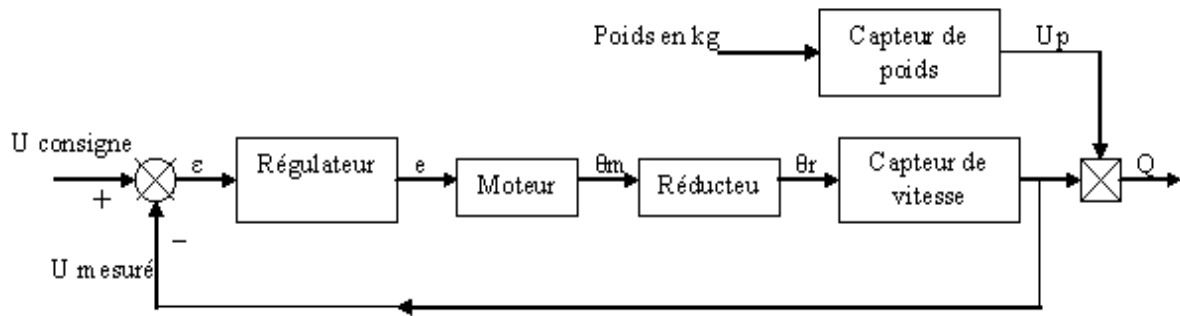 Poids en kg
Capteur de
poids
Up
U consigne
+
ε
Régulateur
e
Moteur
θm
Réducteu
θr
Capteur de
vitesse
Q
−
U mesuré